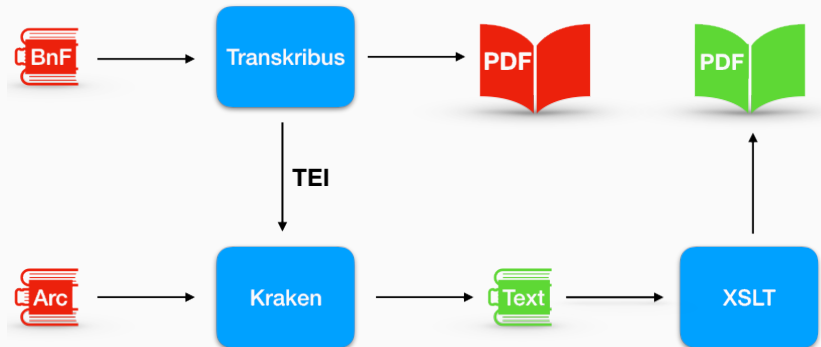 BnF
Transkribus
PDF
PDF
TEI
Arc
Kraken
Text
XSLT